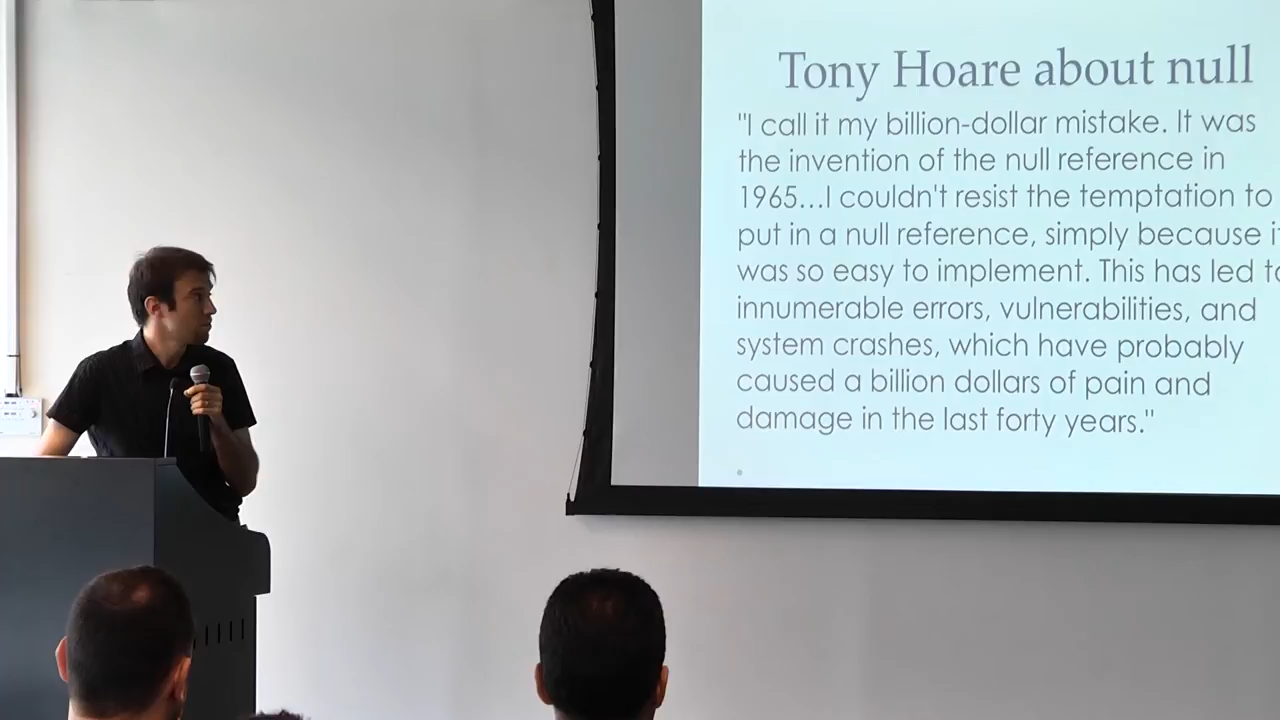 Tony Hoare about null
"I call it my billion-dollar mistake. It was
the invention of the null reference in
1965...I couldn't resist the temptation to
put in a null reference, simply because i
was so easy to implement. This has led to
innumerable errors, vulnerabilities, and
system crashes, which have probably
caused a billion dollars of pain and
damage in the last forty years."